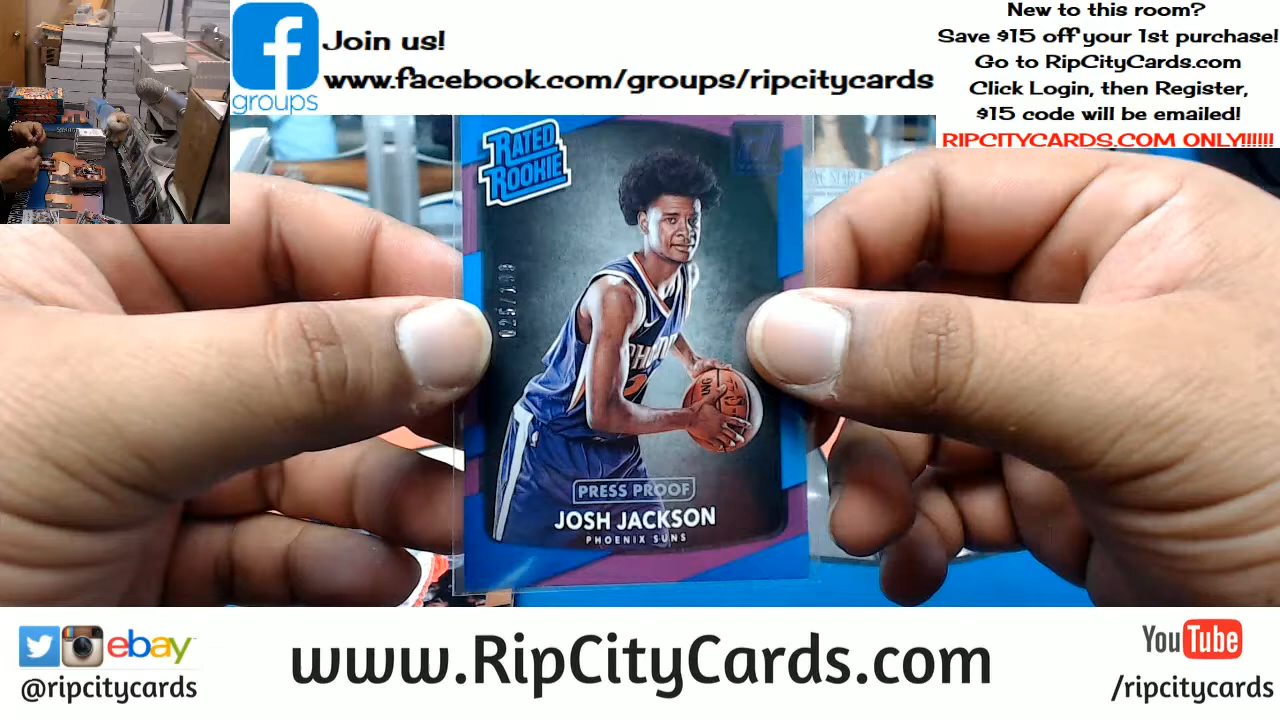 Join us!
www.facebook.com/groups/ripcitycards
groups
New to this room?
Save $15 off your 1st purchase!
Go to RipCityCards.com
Click Login, then Register,
$15 code will be emailed!
RIPCITYCARDS.COM ONLY!!!!!!
RATED
ROOKIE
PRESS PROOF
JOSH JACKSON
PHOENIX SUNS
ebay
@ripcitycards
www.RipCityCards.com
YouTube
/ripcitycards